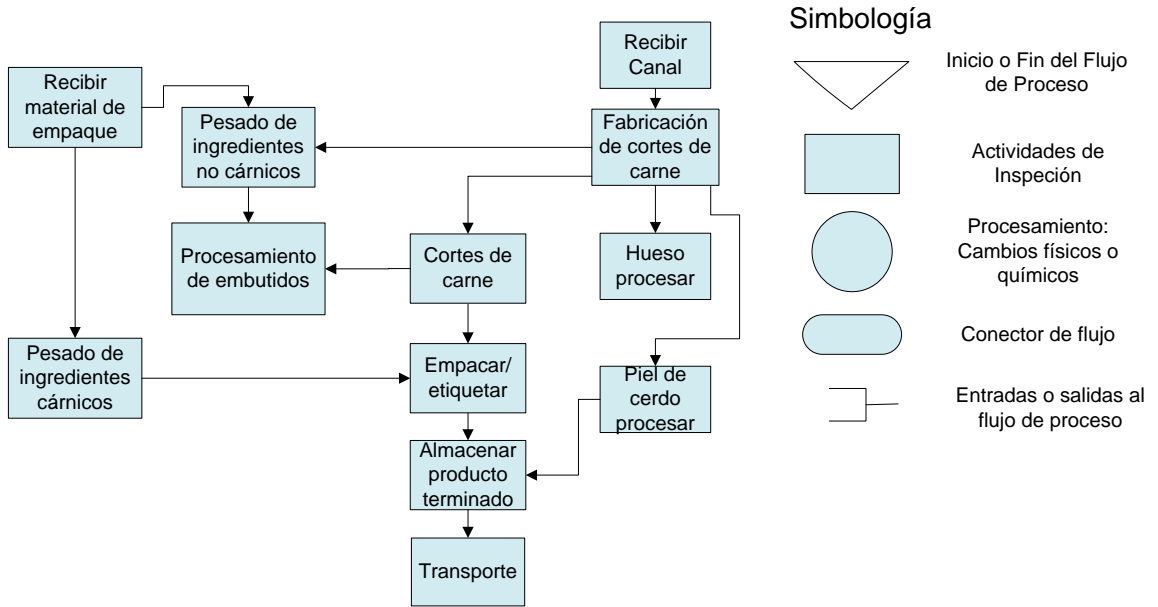 Simbología
Recibir
Canal
Inicio o Fin del Flujo
de Proceso
Recibir
material de
empaque
Pesado de
ingredientes
no cárnicos
Fabricación
de cortes de
carne
Actividades de
Inspeción
Procesamiento
de embutidos
Cortes de
carne
Hueso
procesar
Procesamiento:
Cambios físicos o
químicos
Pesado de
ingredientes
cárnicos
Empacar/
etiquetar
Piel de
cerdo
procesar
Conector de flujo
Entradas o salidas al
flujo de proceso
Almacenar
producto
terminado
Transporte